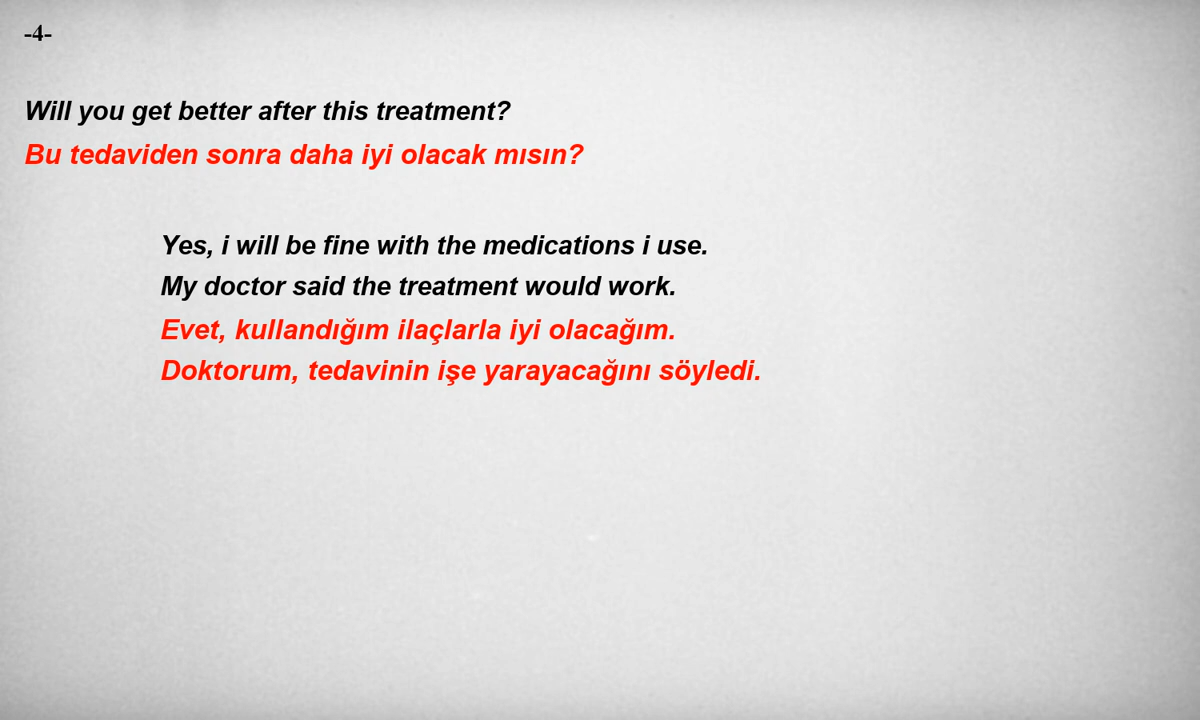 -4-
Will you get better after this treatment?
Bu tedaviden sonra daha iyi olacak mısın?
Yes, i will be fine with the medications i use.
My doctor said the treatment would work.
Evet, kullandığım ilaçlarla iyi olacağım.
Doktorum, tedavinin işe yarayacağını söyledi.